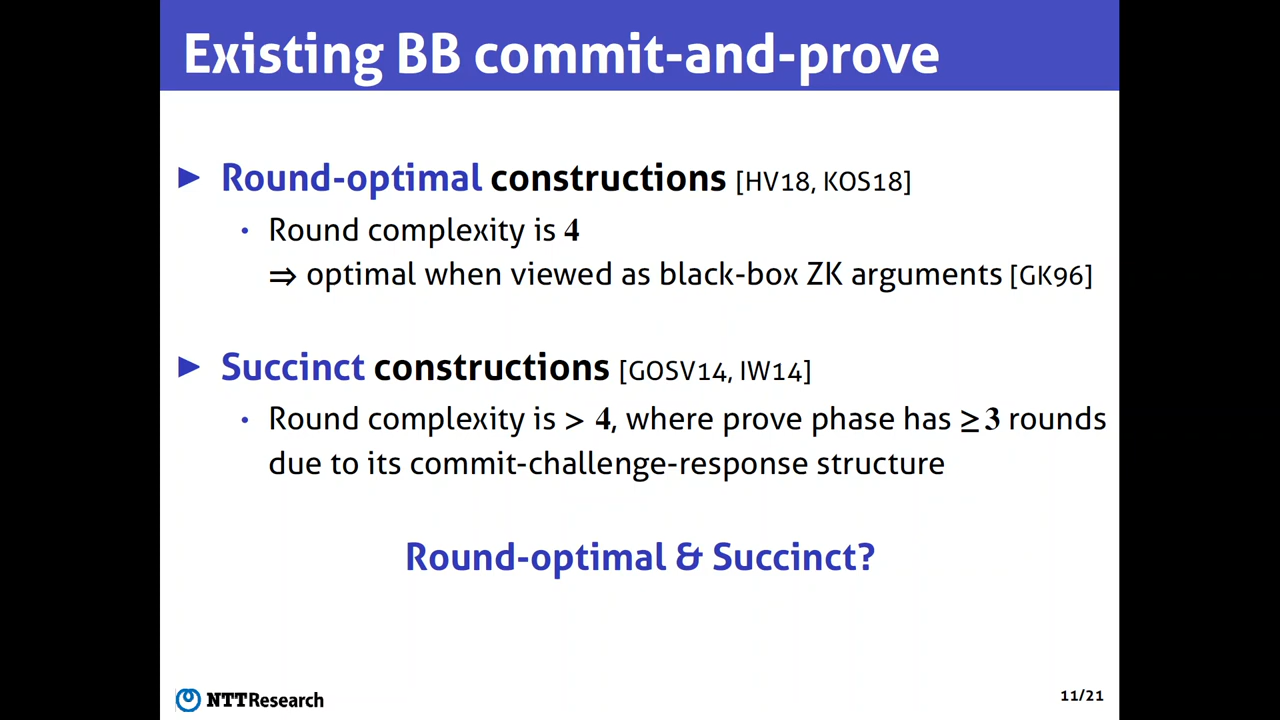 Existing BB commit-and-prove
▶ Round-optimal constructions [HV18, KOS18]
• Round complexity is 4
⇒ optimal when viewed as black-box ZK arguments [GK96]
▶ Succinct constructions [GOSV14, IW14]
• Round complexity is > 4, where prove phase has ≥ 3 rounds
due to its commit-challenge-response structure
Round-optimal & Succinct?
NTT Research
11/21